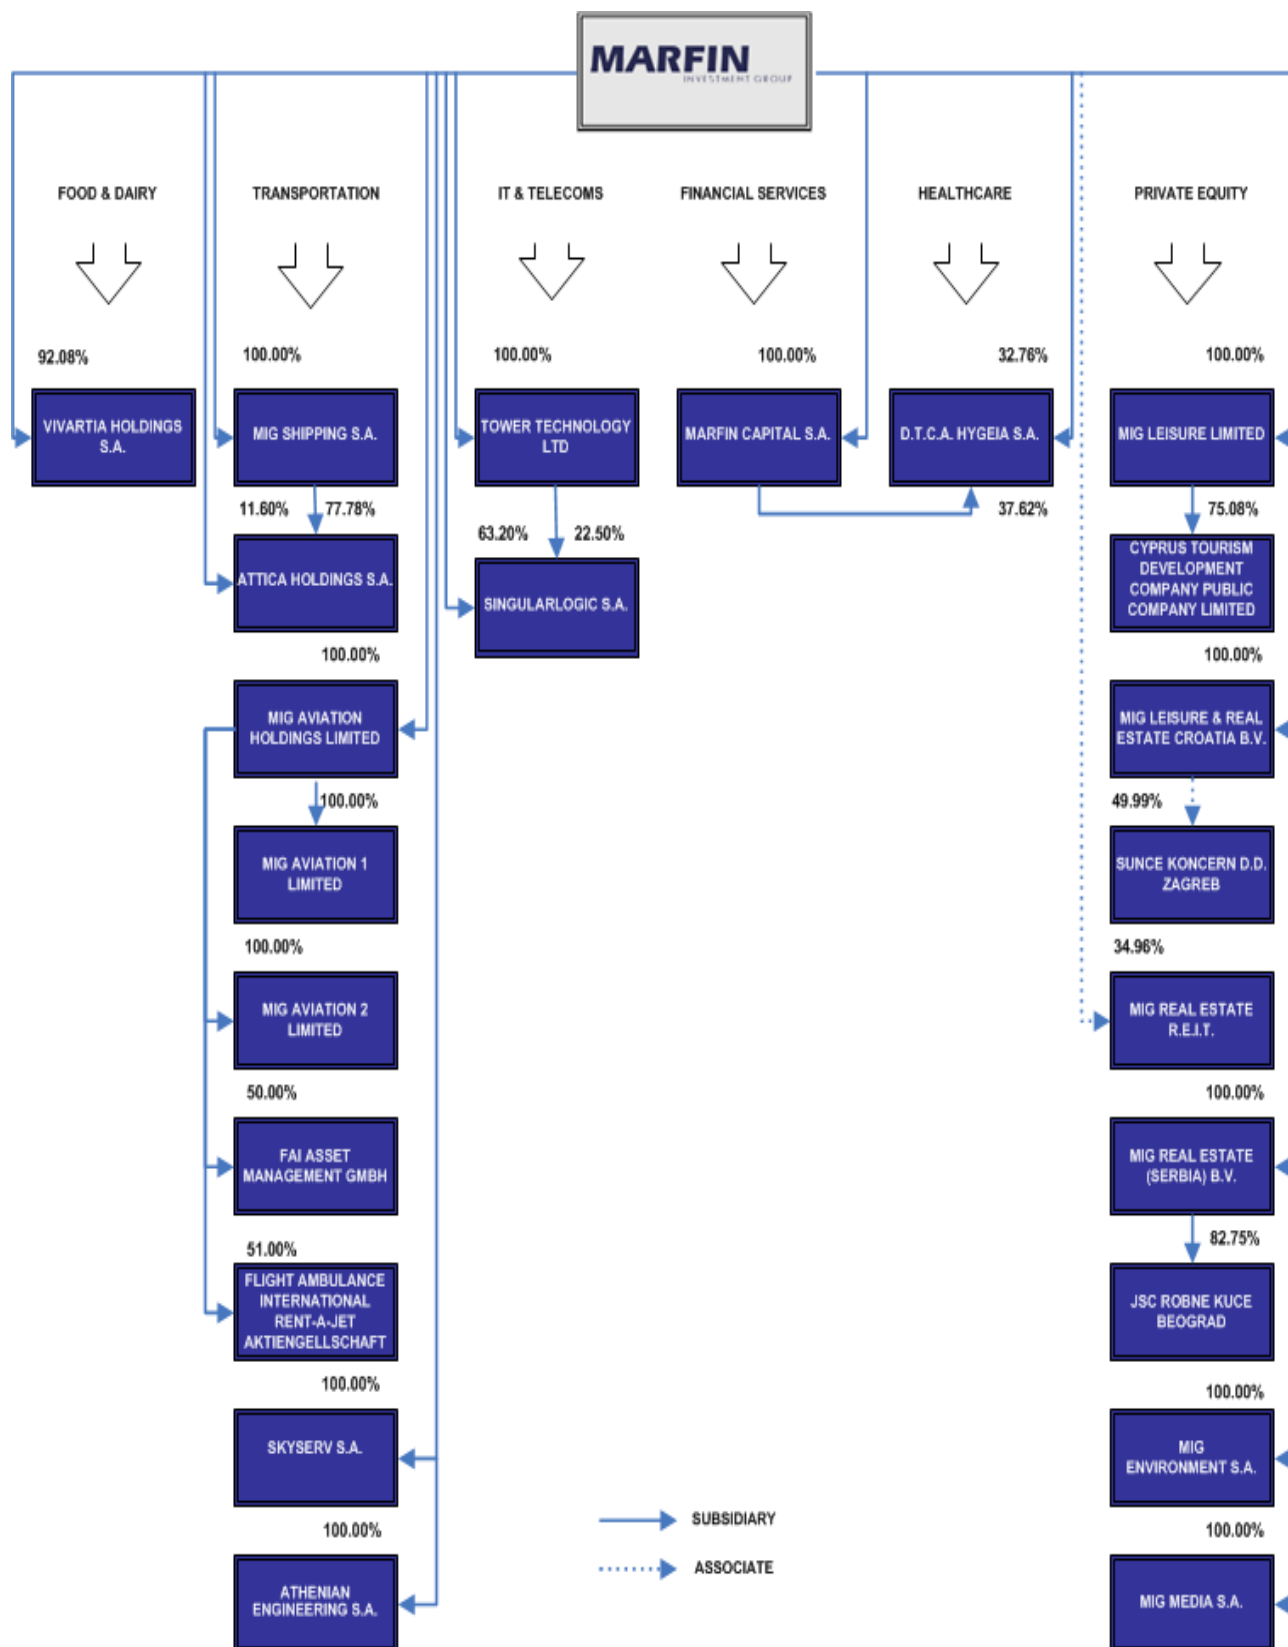 MARFIN
INVESTMENT GROUP
FOOD & DAIRY
TRANSPORTATION
IT & TELECOMS
FINANCIAL SERVICES
HEALTHCARE
PRIVATE EQUITY
92.08%
100.00%
100.00%
100.00%
32.76%
100.00%
VIVARTIA HOLDINGS
S.A.
MIG SHIPPING S.A.
TOWER TECHNOLOGY
LTD
MARFIN CAPITAL S.A.
D.T.C.A. HYGEIA S.A.
MIG LEISURE LIMITED
11.60%
77.78%
63.20%
22.50%
37.62%
75.08%
ATTICA HOLDINGS S.A.
SINGULARLOGIC S.A.
CYPRUS TOURISM
DEVELOPMENT
COMPANY PUBLIC
COMPANY LIMITED
100.00%
100.00%
MIG AVIATION
HOLDINGS LIMITED
MIG LEISURE & REAL
ESTATE CROATIA B.V.
100.00%
49.99%
MIG AVIATION 1
LIMITED
SUNCE KONCERN D.D.
ZAGREB
100.00%
34.96%
MIG AVIATION 2
LIMITED
MIG REAL ESTATE
R.E.I.T.
50.00%
100.00%
FAI ASSET
MANAGEMENT GMBH
MIG REAL ESTATE
(SERBIA) B.V.
51.00%
82.75%
FLIGHT AMBULANCE
INTERNATIONAL
RENT-A-JET
AKTIENGELLSCHAFT
JSC ROBNE KUCE
BEOGRAD
100.00%
100.00%
SKYSERV S.A.
MIG
ENVIRONMENT S.A.
100.00%
100.00%
ATHENIAN
ENGINEERING S.A.
MIG MEDIA S.A.
SUBSIDIARY
ASSOCIATE